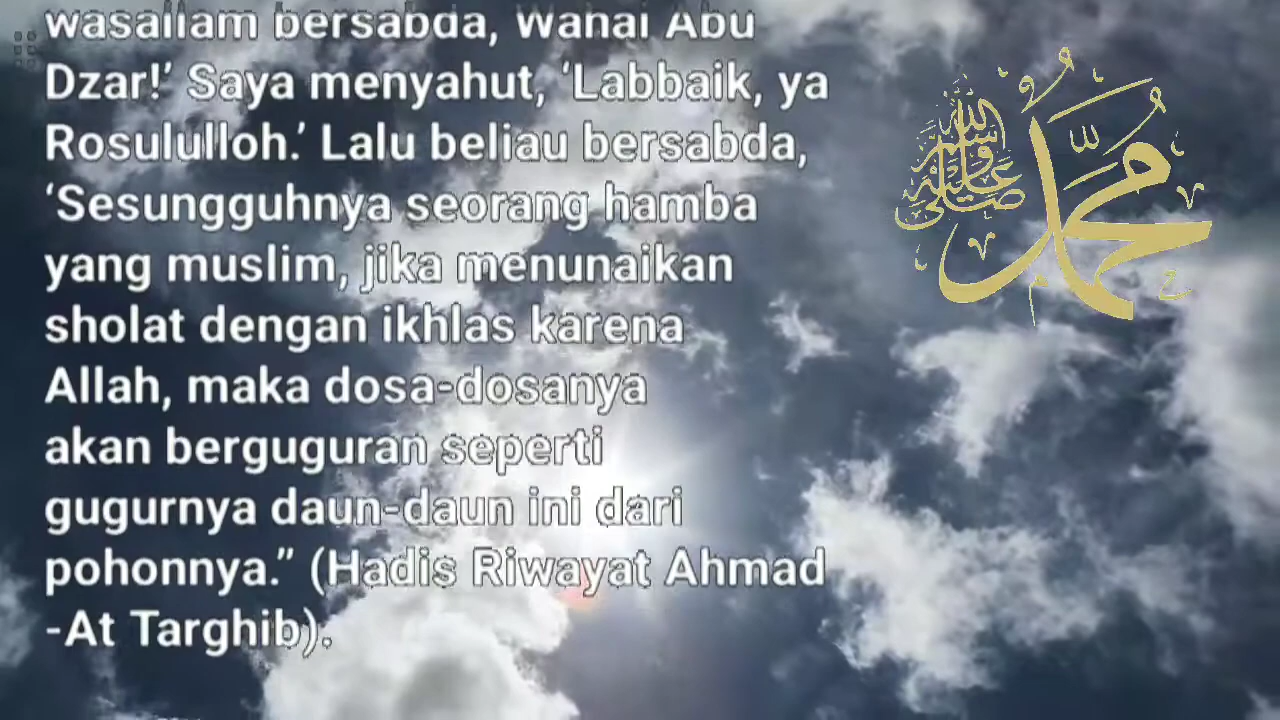 wasallam bersabda, 'Wahai Abu
Dzar!’ Saya menyahut, ‘Labbaik, ya
Rosululloh.’ Lalu beliau bersabda,
‘Sesungguhnya seorang hamba
yang muslim, jika menunaikan
sholat dengan ikhlas karena
Allah, maka dosa-dosanya
akan berguguran seperti
gugurnya daun-daun ini dari
pohonnya.” (Hadis Riwayat Ahmad
-At Targhib).
محمد
صلى الله عليه وسلم